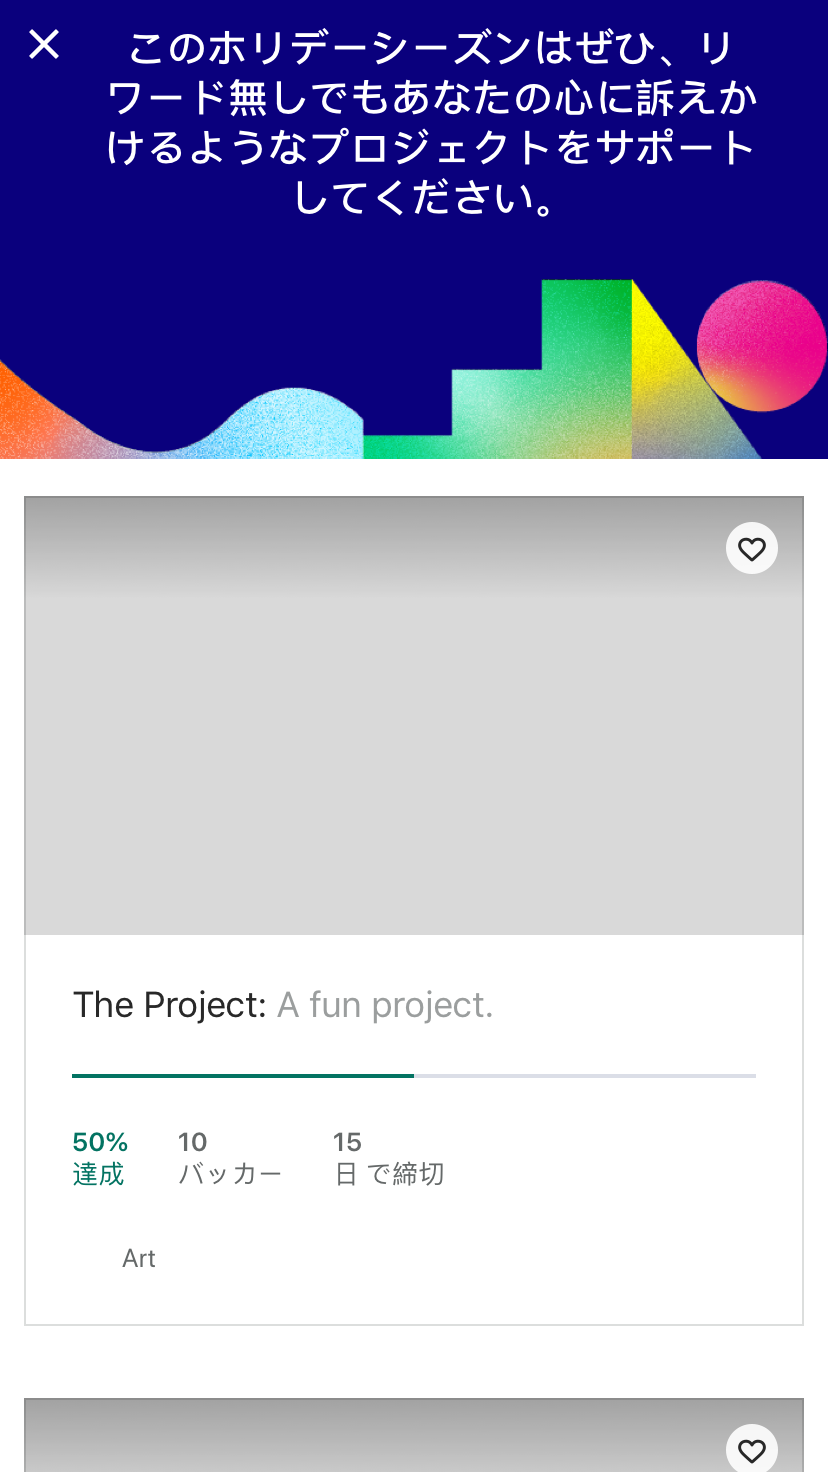 このホリデーシーズンはぜひ、リ
ワード無しでもあなたの心に訴えか
けるようなプロジェクトをサポート
してください。
The Project: A fun project.
50% 10 15
達成 バッカー 日 で締切
Art